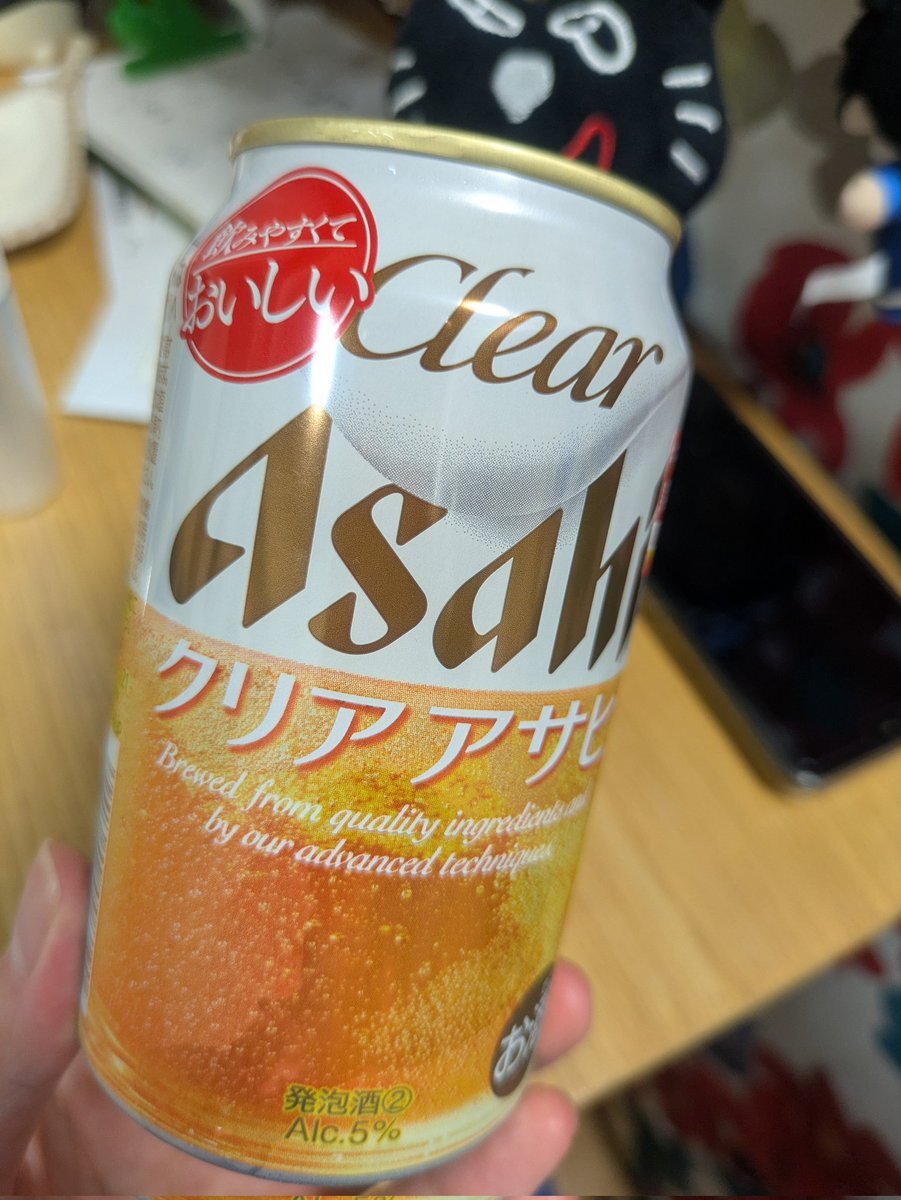 飲みやすくて
おいしい
Clear
Asahi
クリア アサヒ
Brewed from quality ingredients
by our advanced techniques.
発泡酒②
Alc.5%